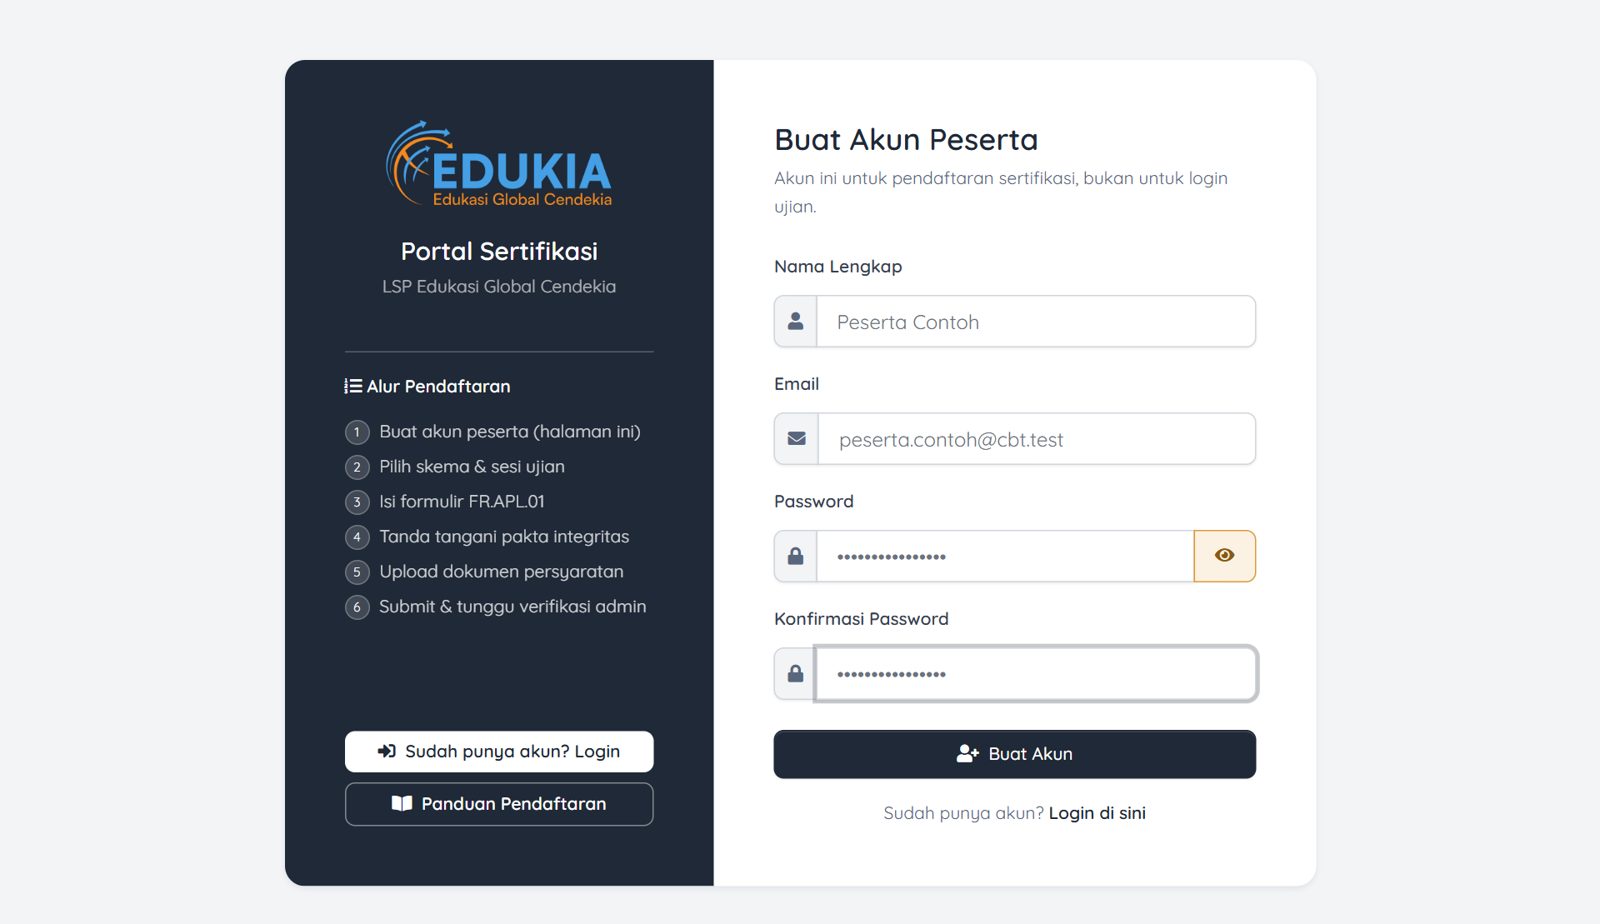 EDUKIA
Edukasi Global Cendekia
Portal Sertifikasi
LSP Edukasi Global Cendekia
Alur Pendaftaran
1 Buat akun peserta (halaman ini)
2 Pilih skema & sesi ujian
3 Isi formulir FR.APL.01
4 Tanda tangani pakta integritas
5 Upload dokumen persyaratan
6 Submit & tunggu verifikasi admin
Sudah punya akun? Login
Panduan Pendaftaran
Buat Akun Peserta
Akun ini untuk pendaftaran sertifikasi, bukan untuk login
ujian.
Nama Lengkap
Peserta Contoh
Email
peserta.contoh@cbt.test
Password
••••••••••••••••
Konfirmasi Password
••••••••••••••••
Buat Akun
Sudah punya akun? Login di sini